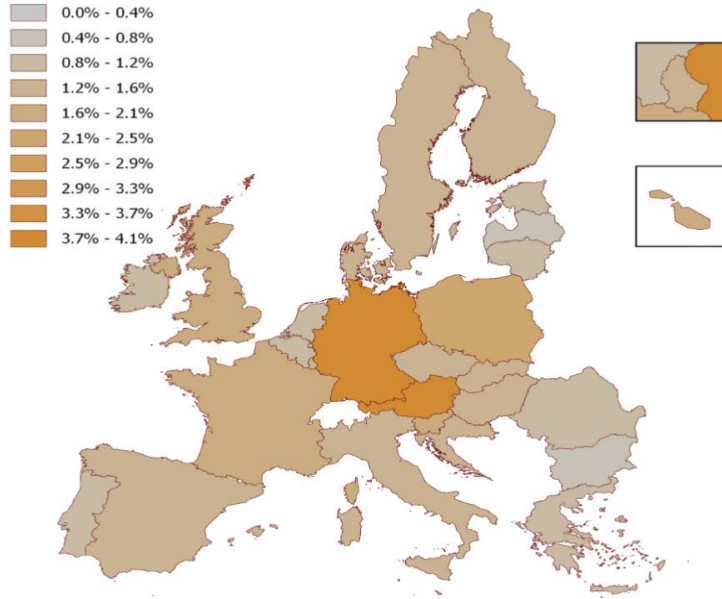 0.0% - 0.4%
0.4% - 0.8%
0.8% - 1.2%
1.2% - 1.6%
1.6% - 2.1%
2.1% - 2.5%
2.5% - 2.9%
2.9% - 3.3%
3.3% - 3.7%
3.7% - 4.1%